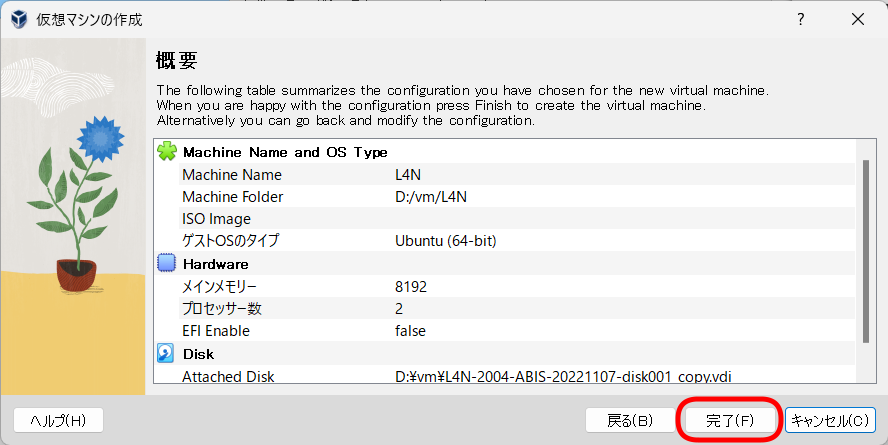 仮想マシンの作成
?
概要
The following table summarizes the configuration you have chosen for the new virtual machine.
When you are happy with the configuration press Finish to create the virtual machine.
Alternatively you can go back and modify the configuration.
Machine Name and OS Type
Machine Name L4N
Machine Folder D:/vm/L4N
ISO Image
ゲストOSのタイプ Ubuntu (64-bit)
Hardware
メインメモリー 8192
プロセッサー数 2
EFI Enable false
Disk
Attached Disk D:¥vm¥L4N-2004-ABIS-20221107-disk001_copy.vdi
ヘルプ(H) 戻る(B) 完了(F) キャンセル(C)